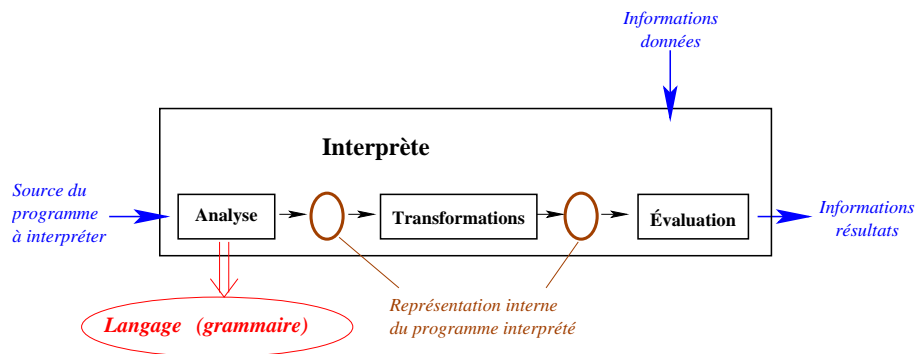 Informations
données
Interprète
Source du
programme
à interpréter
Analyse
Transformations
Évaluation
Informations
résultats
Représentation interne
du programme interprété
Langage (grammaire)